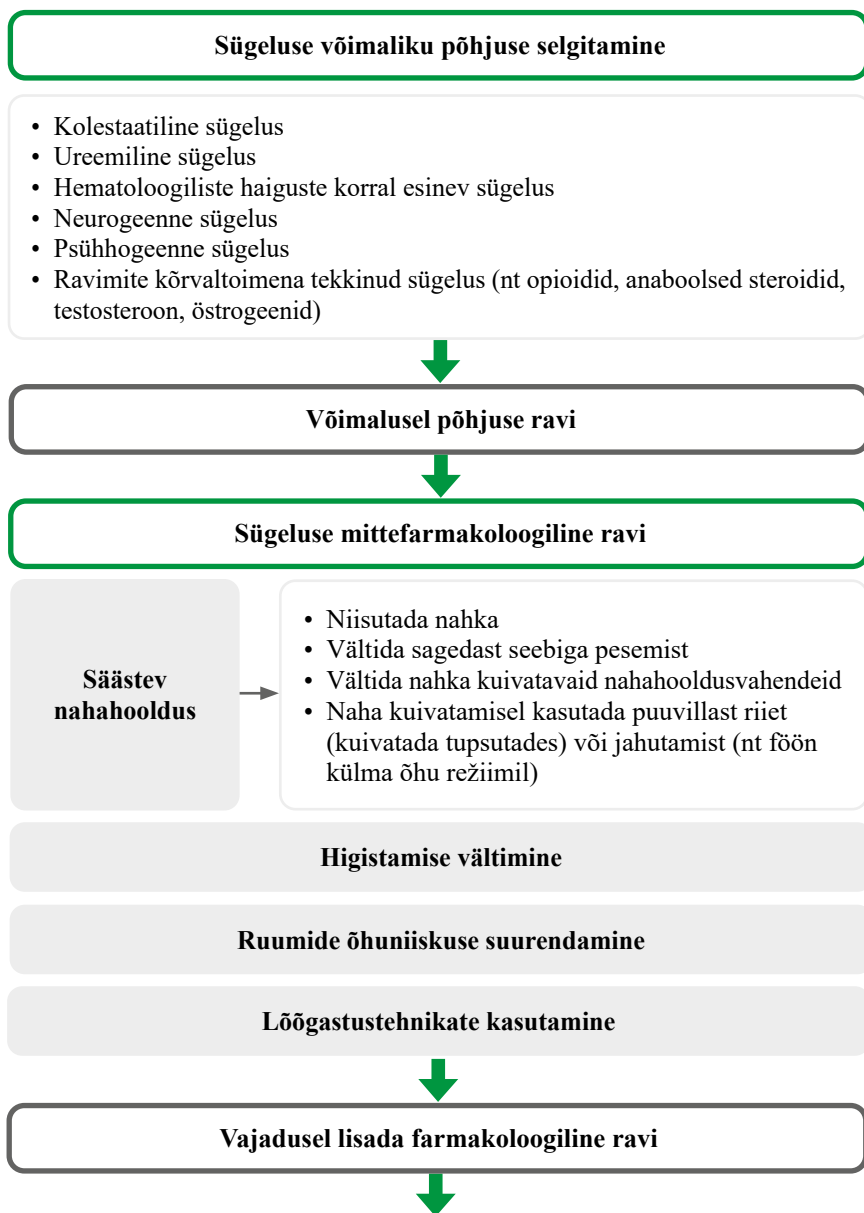 Sügeluse võimaliku põhjuse selgitamine
• Kolestaatiline sügelus
• Ureemiline sügelus
• Hematoloogiliste haiguste korral esinev sügelus
• Neurogeenne sügelus
• Psühhogeenne sügelus
• Ravimite kõrvaltoimena tekkinud sügelus (nt opioidid, anaboolsed steroidid,
testosteroon, östrogeenid)
Võimalusel põhjuse ravi
Sügeluse mittefarmakoloogiline ravi
Säästev
nahahooldus
• Niisutada nahka
• Vältida sagedast seebiga pesemist
• Vältida nahka kuivatavaid nahahooldusvahendeid
• Naha kuivatamisel kasutada puuvillast riiet
(kuivatada tupsutades) või jahutamist (nt föön
külma õhu režiimil)
Higistamise vältimine
Ruumide õhuniiskuse suurendamine
Lõõgastustehnikate kasutamine
Vajadusel lisada farmakoloogiline ravi